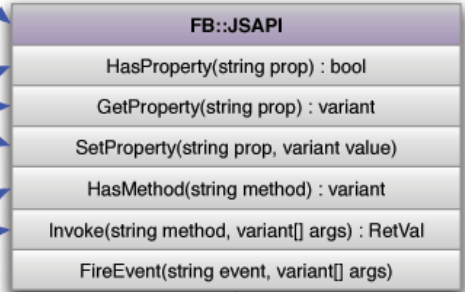 FB::JSAPI
HasProperty(string prop) : bool
GetProperty(string prop) : variant
SetProperty(string prop, variant value)
HasMethod(string method) : variant
Invoke(string method, variant[] args) : RetVal
FireEvent(string event, variant[] args)